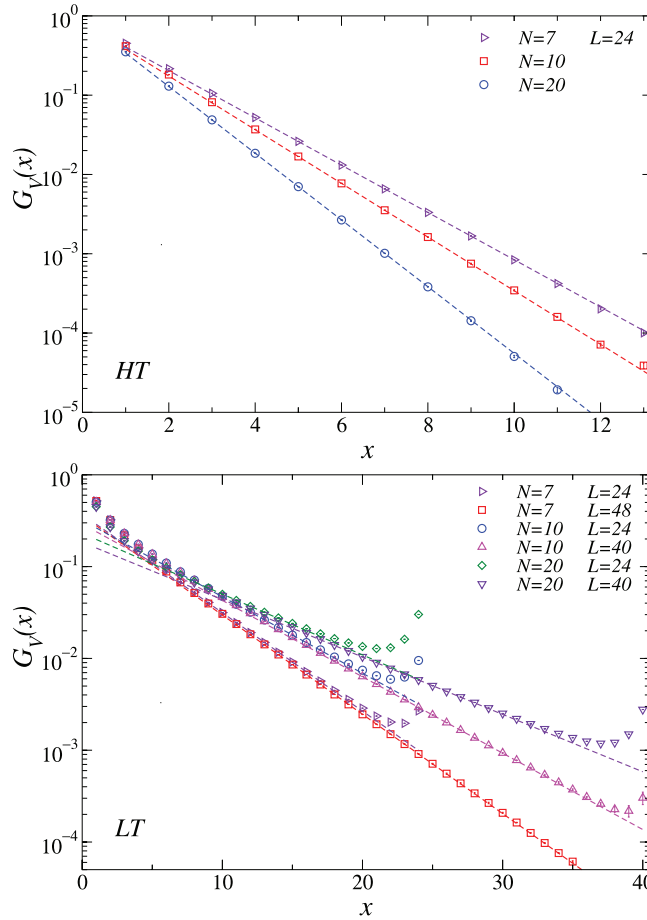 10^0
N=7 L=24
N=10
N=20
10^-1
10^-2
G_V(x)
10^-3
10^-4
HT
10^-5
0 2 4 6 8 10 12
x
10^0
N=7 L=24
N=7 L=48
N=10 L=24
N=10 L=40
N=20 L=24
N=20 L=40
10^-1
10^-2
G_V(x)
10^-3
10^-4
LT
0 10 20 30 40
x